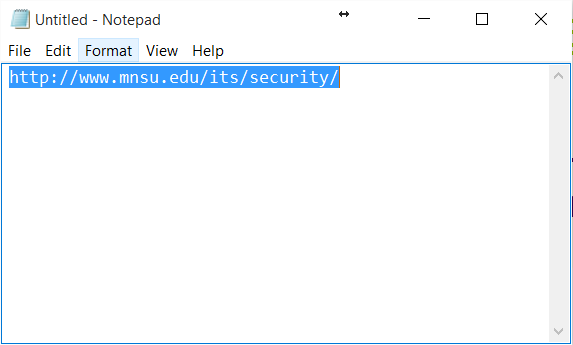 Untitled - Notepad
File Edit Format View Help
http://www.mnsu.edu/its/security/